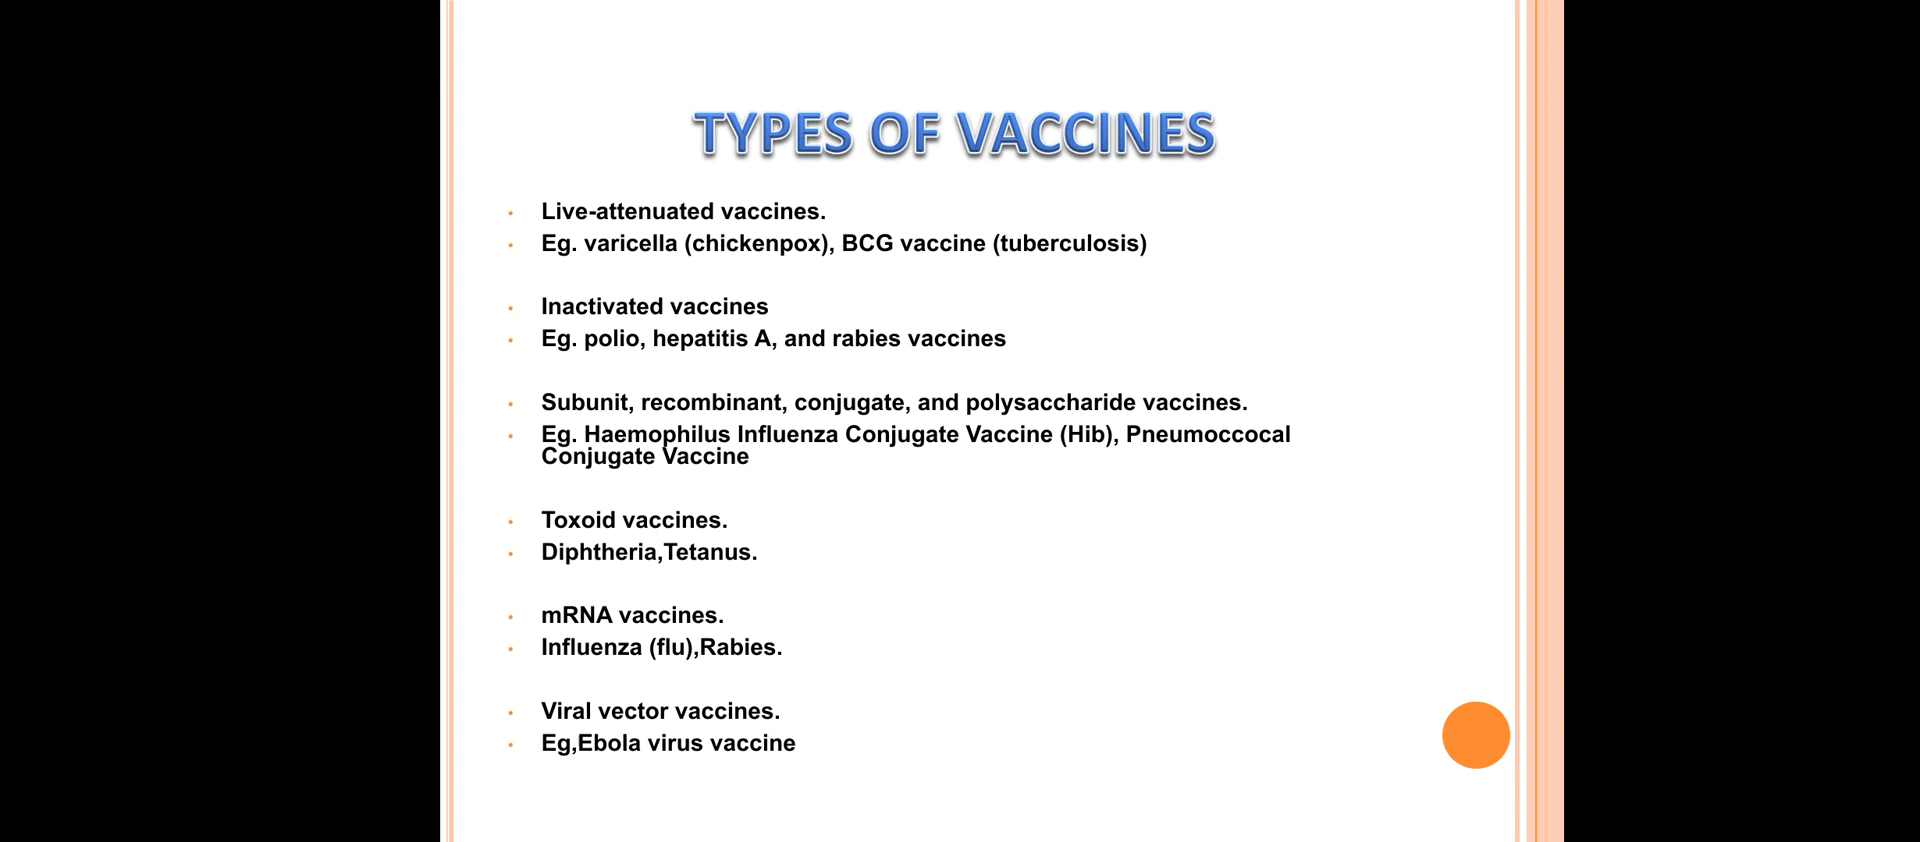 TYPES OF VACCINES
• Live-attenuated vaccines.
• Eg. varicella (chickenpox), BCG vaccine (tuberculosis)
• Inactivated vaccines
• Eg. polio, hepatitis A, and rabies vaccines
• Subunit, recombinant, conjugate, and polysaccharide vaccines.
• Eg. Haemophilus Influenza Conjugate Vaccine (Hib), Pneumoccocal
Conjugate Vaccine
• Toxoid vaccines.
• Diphtheria,Tetanus.
• mRNA vaccines.
• Influenza (flu),Rabies.
• Viral vector vaccines.
• Eg,Ebola virus vaccine